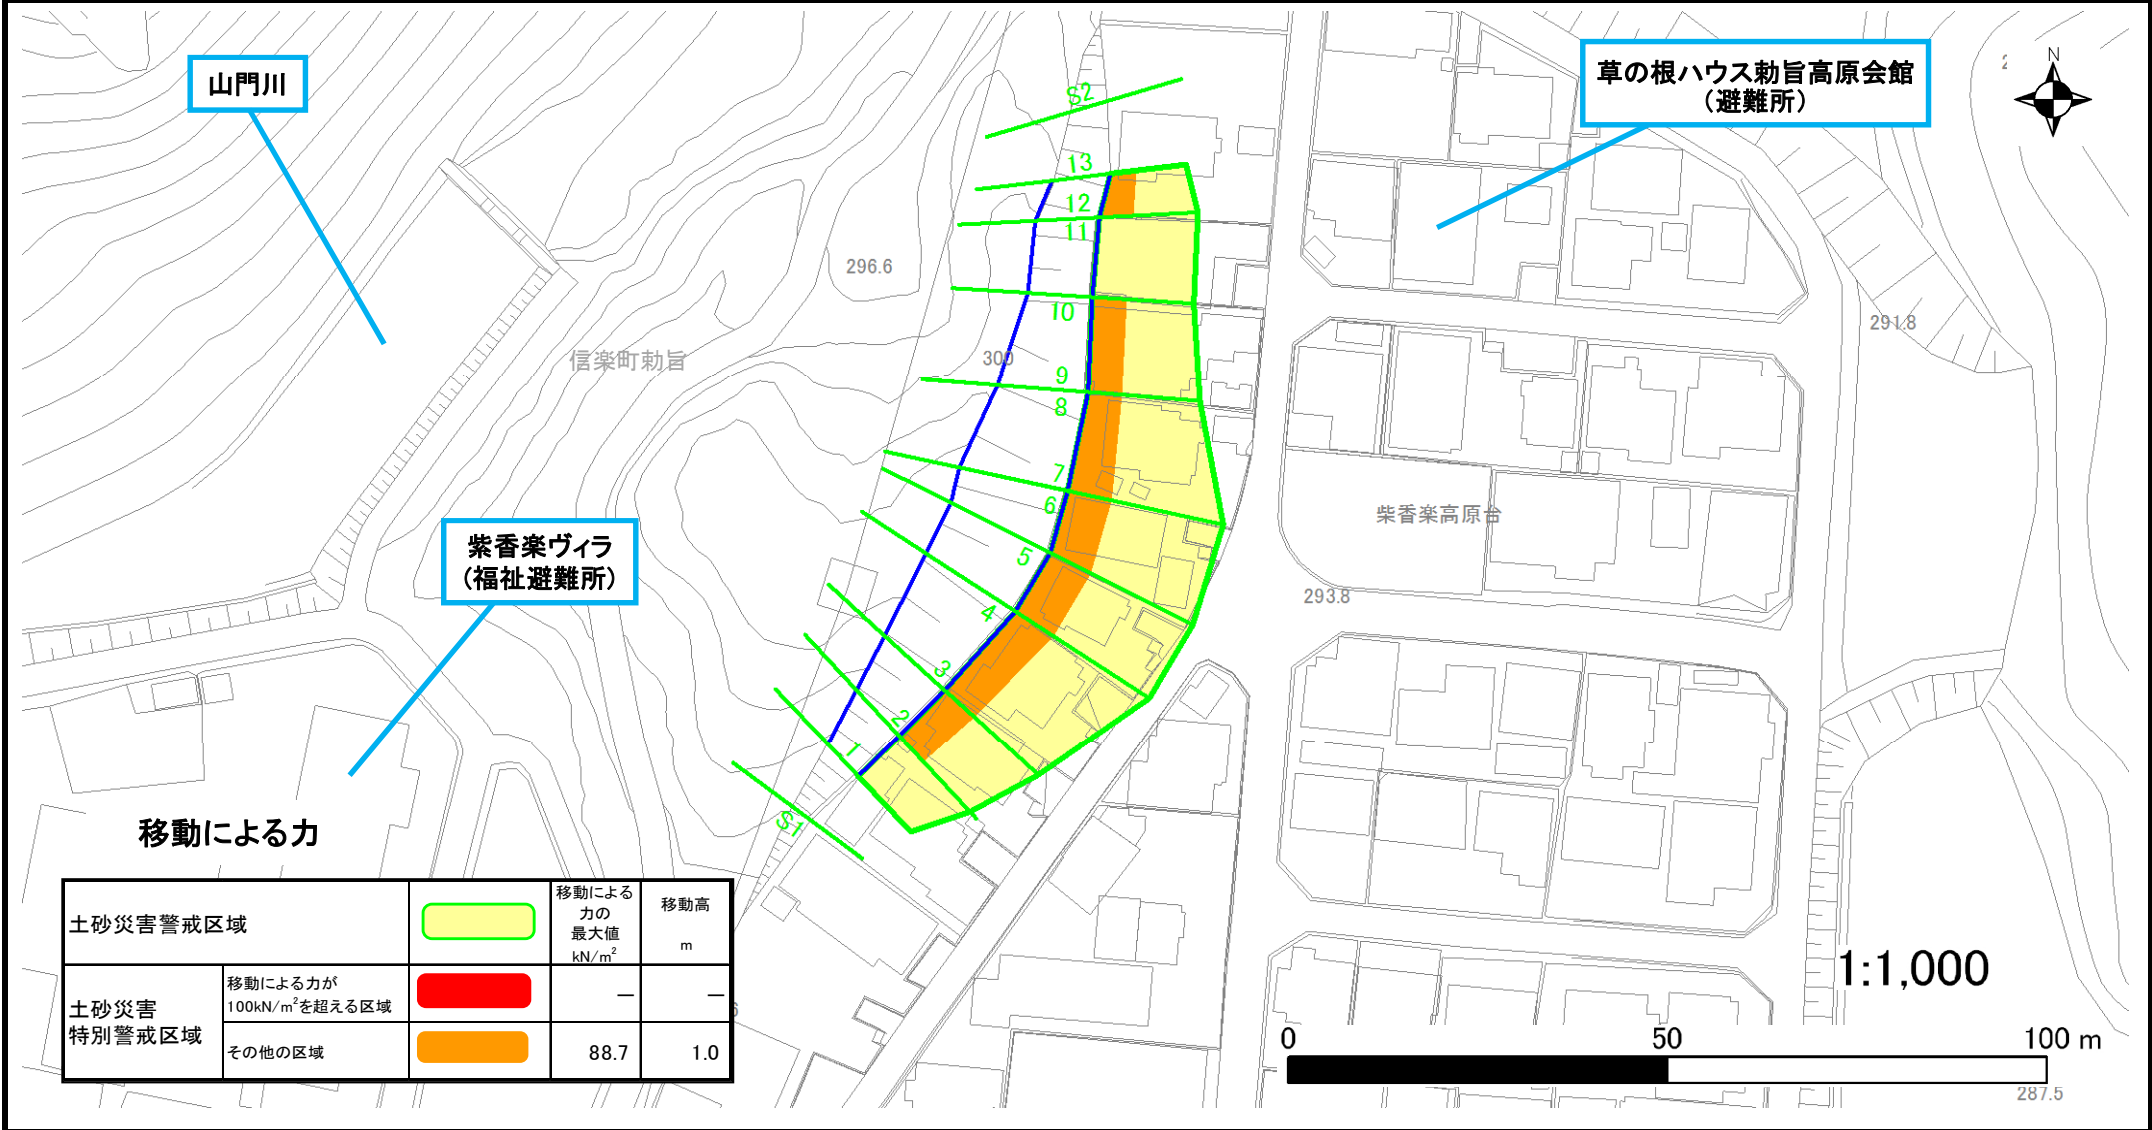 山門川
草の根ハウス勅旨高原会館
（避難所）
N
S2
13
12
11
296.6
10
信楽町勅旨
300
9
8
291.8
7
6
柴香楽高原台
5
紫香楽ヴィラ
（福祉避難所）
4
293.8
3
2
1
S1
移動による力
土砂災害警戒区域
移動による
力の
最大値
kN/m²
移動高
m
土砂災害
特別警戒区域
移動による力が
100kN/m²を超える区域
—
—
その他の区域
88.7
1.0
1:1,000
0
50
100 m
287.5